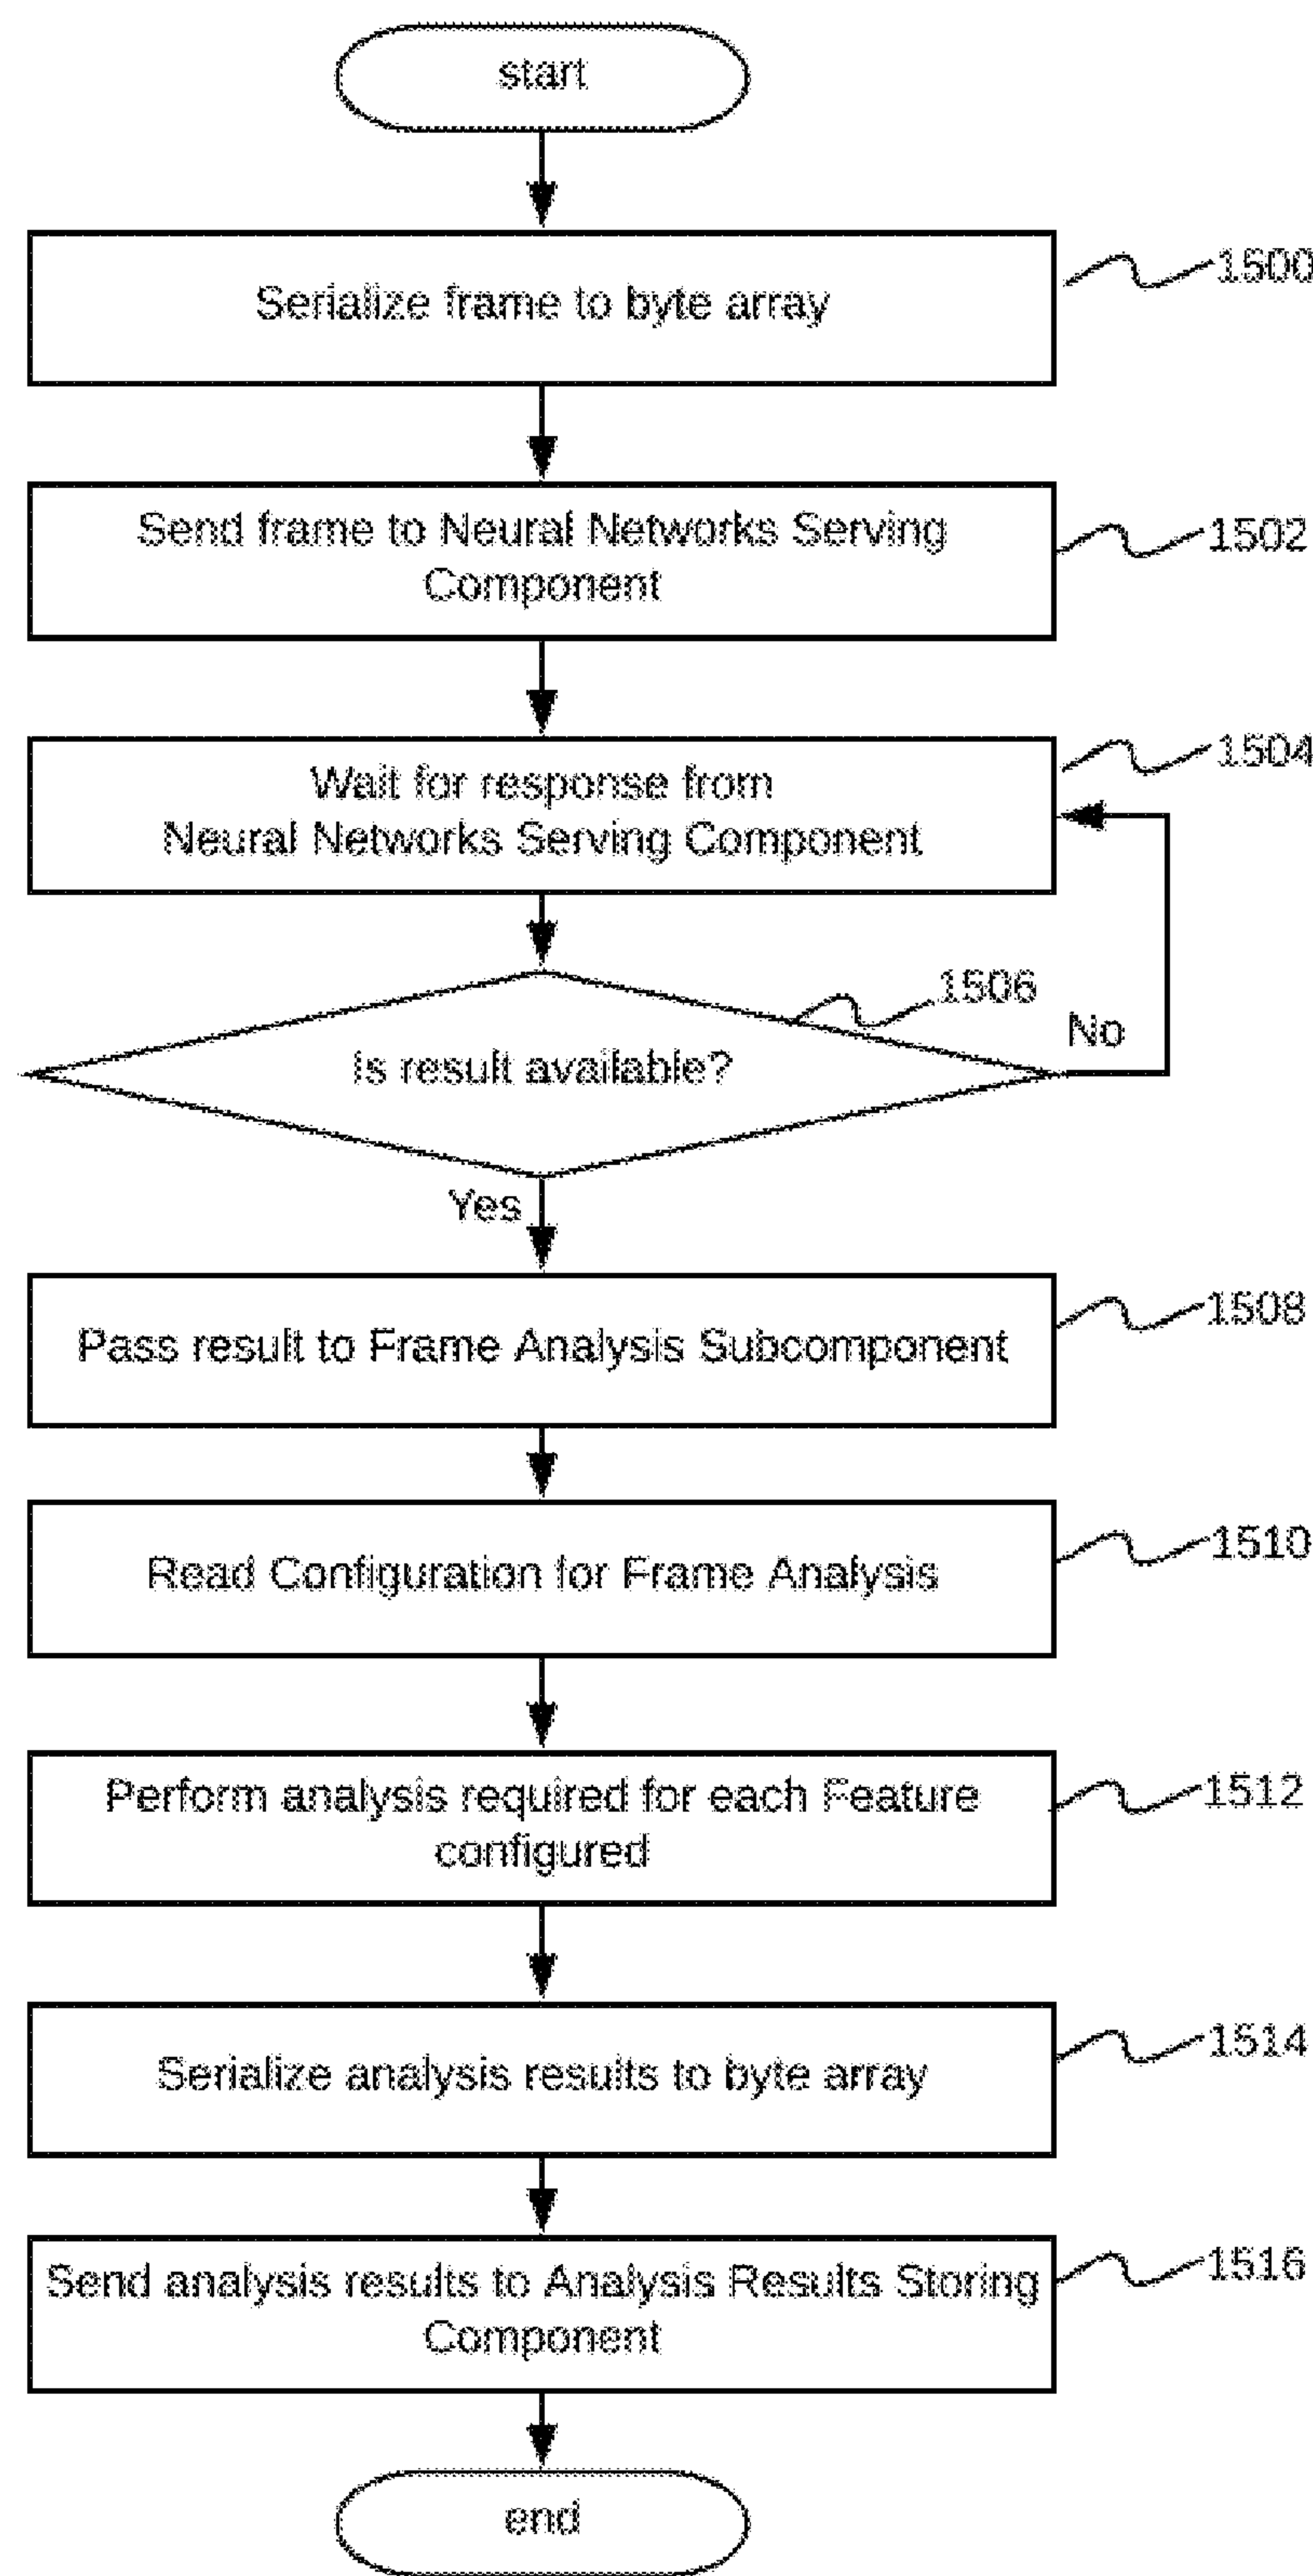 start
Serialize frame to byte array
1500
Send frame to Neural Networks Serving
Component
1502
Wait for response from
Neural Networks Serving Component
1504
Is result available?
1506
No
Yes
Pass result to Frame Analysis Subcomponent
1508
Read Configuration for Frame Analysis
1510
Perform analysis required for each Feature
configured
1512
Serialize analysis results to byte array
1514
Send analysis results to Analysis Results Storing
Component
1516
end